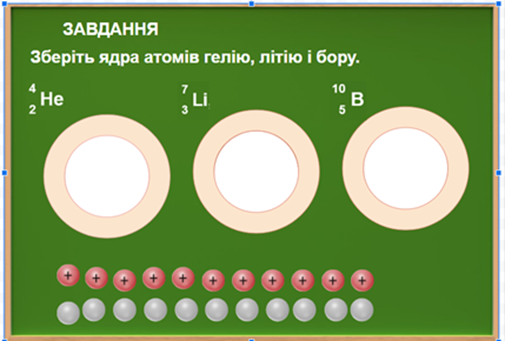 ЗАВДАННЯ
Зберіть ядра атомів гелію, літію і бору.
4 2 He
7 3 Li
10 5 B
+ + + + + + + + + + +